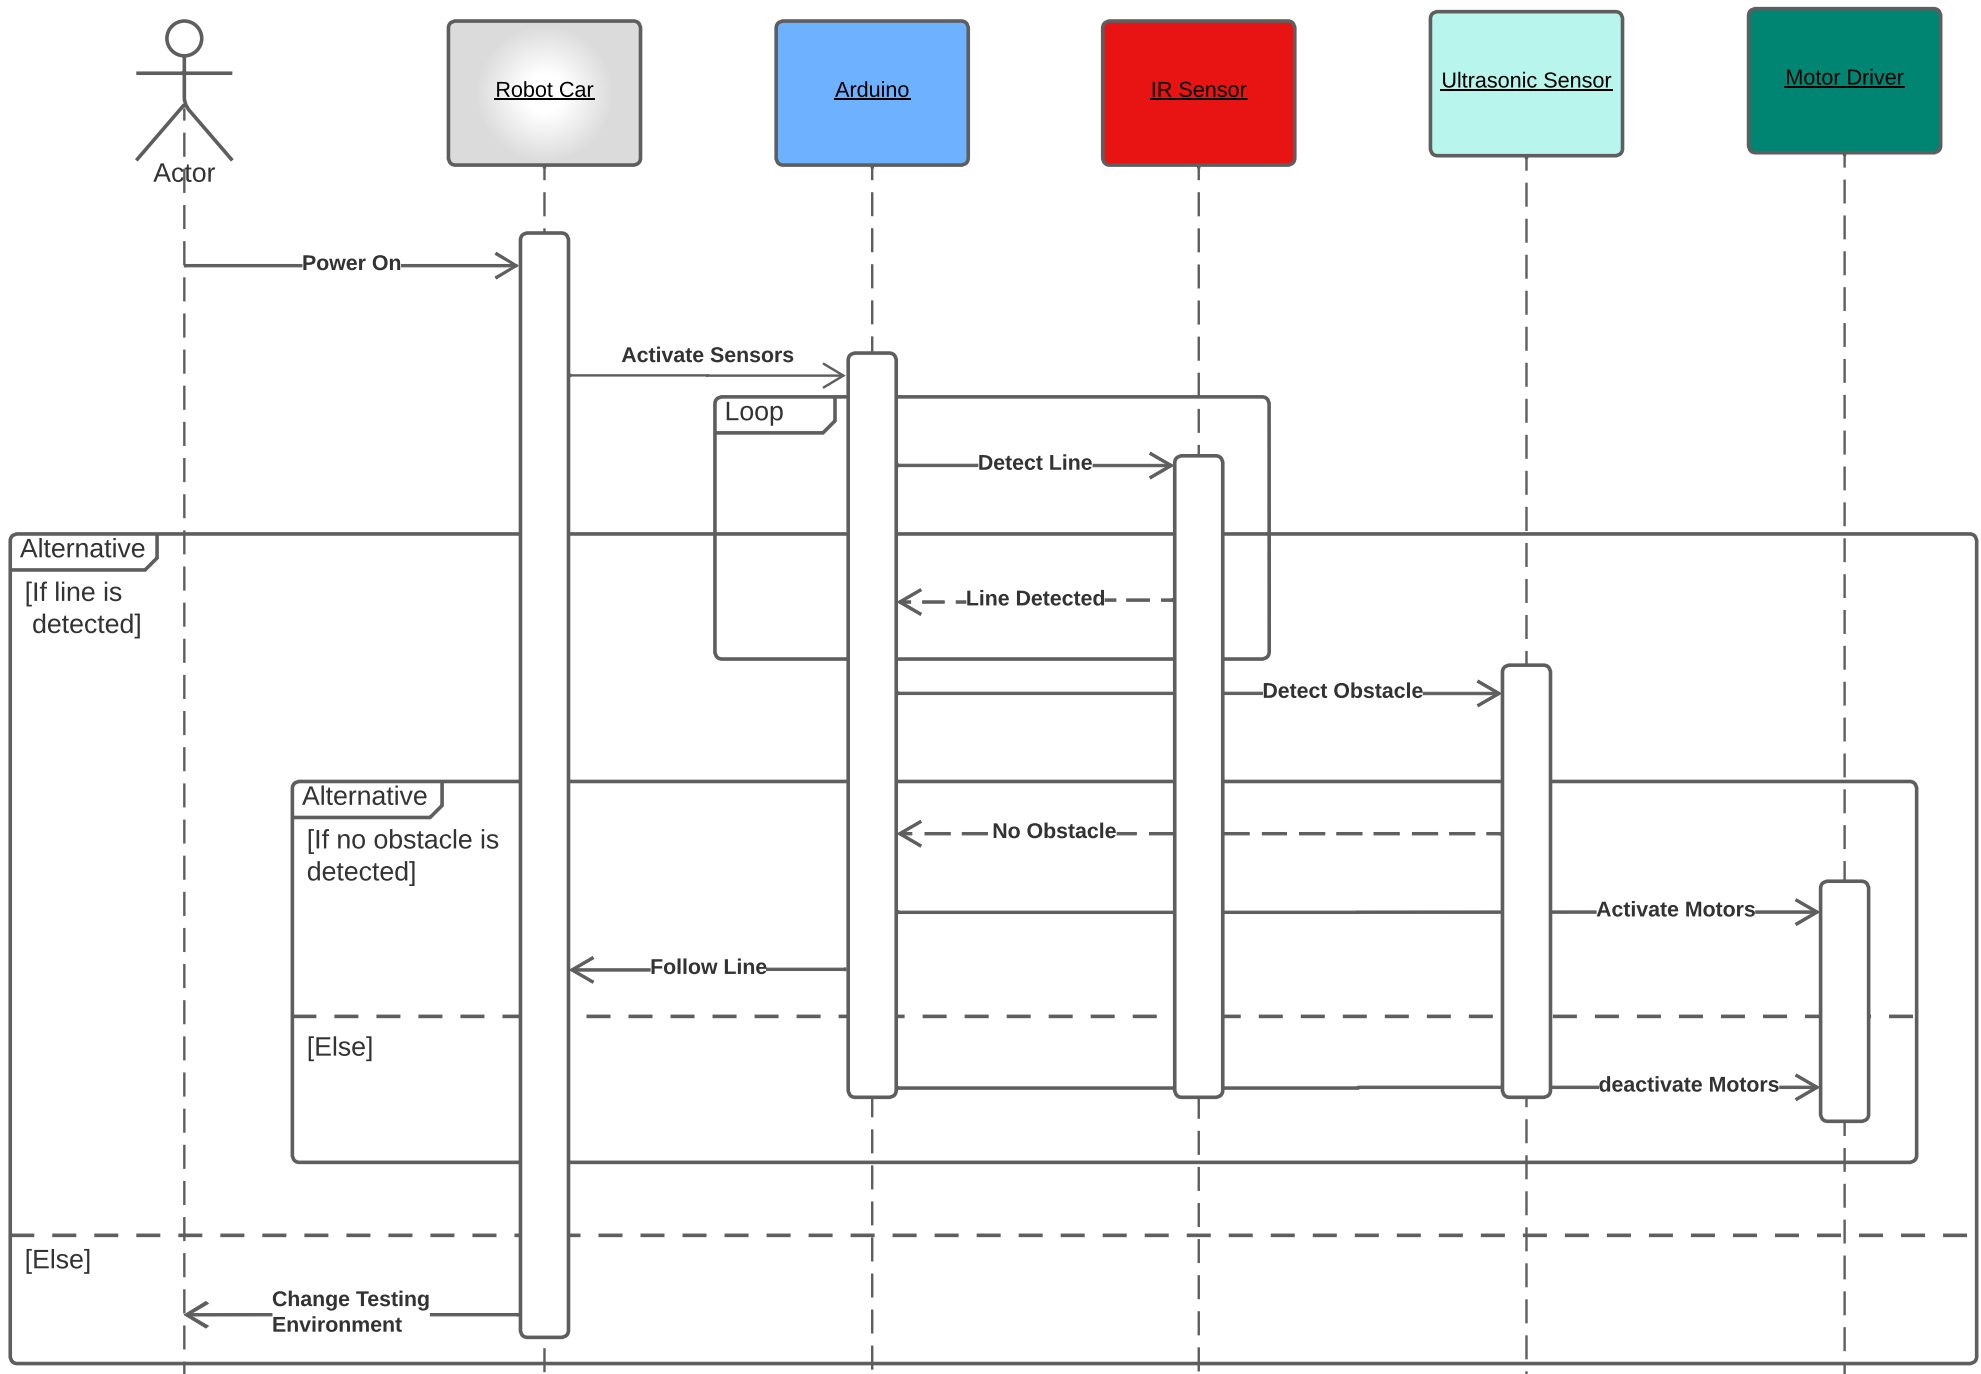 Actor
Robot Car
Arduino
IR Sensor
Ultrasonic Sensor
Motor Driver
Power On
Activate Sensors
Loop
Detect Line
Alternative
[If line is
detected]
Line Detected
Detect Obstacle
Alternative
[If no obstacle is
detected]
No Obstacle
Activate Motors
Follow Line
[Else]
deactivate Motors
[Else]
Change Testing
Environment